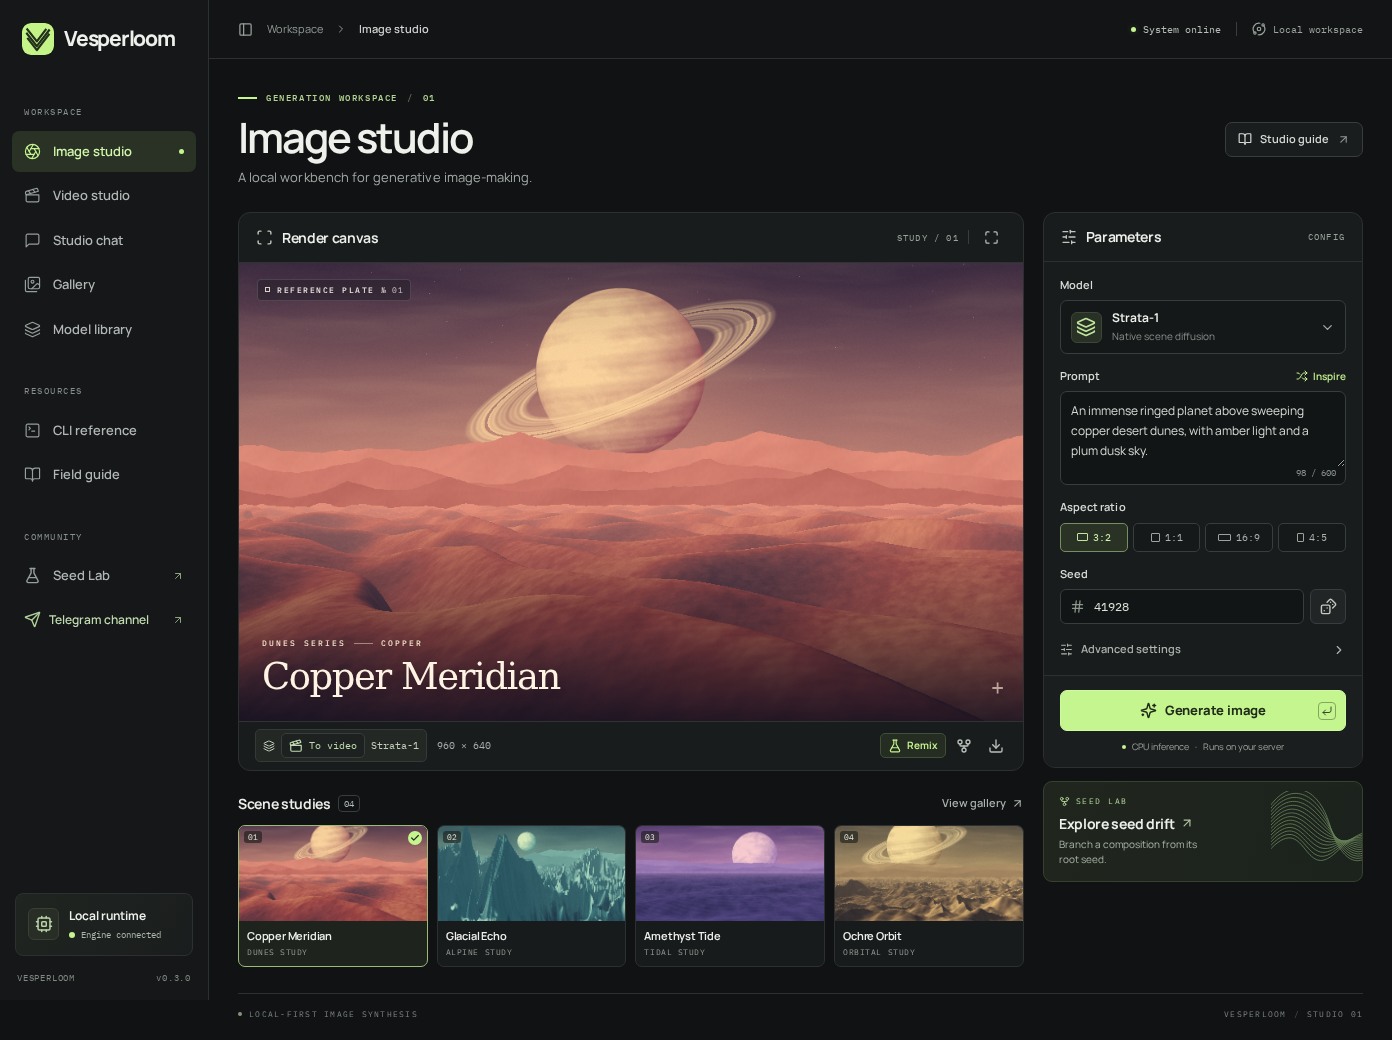 Vesperloom
Workspace
Image studio
System online
Local workspace
WORKSPACE
Image studio
Video studio
Studio chat
Gallery
Model library
RESOURCES
CLI reference
Field guide
COMMUNITY
Seed Lab
Telegram channel
Local runtime
Engine connected
VESPERLOOM
v0.3.0
GENERATION WORKSPACE / 01
Image studio
A local workbench for generative image-making.
Studio guide
Render canvas
STUDY / 01
REFERENCE PLATE № 01
DUNES SERIES —— COPPER
Copper Meridian
To video
Strata-1
960 × 640
Remix
Scene studies
04
View gallery
01
Copper Meridian
DUNES STUDY
02
Glacial Echo
ALPINE STUDY
03
Amethyst Tide
TIDAL STUDY
04
Ochre Orbit
ORBITAL STUDY
Parameters
CONFIG
Model
Strata-1
Native scene diffusion
Prompt
Inspire
An immense ringed planet above sweeping
copper desert dunes, with amber light and a
plum dusk sky.
98 / 600
Aspect ratio
3:2
1:1
16:9
4:5
Seed
# 41928
Advanced settings
Generate image
CPU inference · Runs on your server
SEED LAB
Explore seed drift
Branch a composition from its
root seed.
LOCAL-FIRST IMAGE SYNTHESIS
VESPERLOOM / STUDIO 01